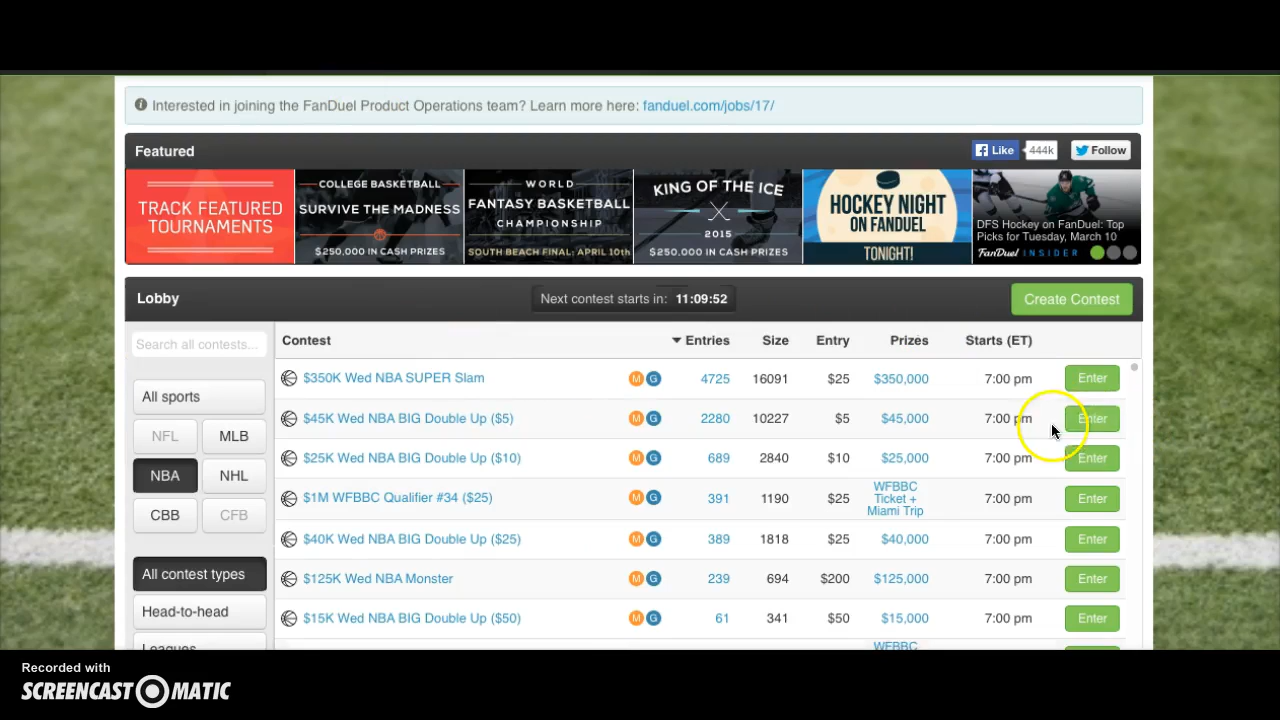 Interested in joining the FanDuel Product Operations team? Learn more here: fanduel.com/jobs/17/
Featured
Like 444k Follow
TRACK FEATURED
TOURNAMENTS
COLLEGE BASKETBALL
SURVIVE THE MADNESS
$250,000 IN CASH PRIZES
WORLD
FANTASY BASKETBALL
CHAMPIONSHIP
SOUTH BEACH FINAL: APRIL 10th
KING OF THE ICE
2015
$250,000 IN CASH PRIZES
HOCKEY NIGHT
ON FANDUEL
TONIGHT!
DFS Hockey on FanDuel: Top
Picks for Tuesday, March 10
FANDUEL INSIDER
Lobby
Next contest starts in: 11:09:52
Create Contest
Search all contests...
All sports
NFL MLB
NBA NHL
CBB CFB
All contest types
Head-to-head
Leagues
Contest Entries Size Entry Prizes Starts (ET)
$350K Wed NBA SUPER Slam M G 4725 16091 $25 $350,000 7:00 pm Enter
$45K Wed NBA BIG Double Up ($5) M G 2280 10227 $5 $45,000 7:00 pm Enter
$25K Wed NBA BIG Double Up ($10) M G 689 2840 $10 $25,000 7:00 pm Enter
$1M WFBBC Qualifier #34 ($25) M G 391 1190 $25 WFBBC
Ticket +
Miami Trip 7:00 pm Enter
$40K Wed NBA BIG Double Up ($25) M G 389 1818 $25 $40,000 7:00 pm Enter
$125K Wed NBA Monster M G 239 694 $200 $125,000 7:00 pm Enter
$15K Wed NBA BIG Double Up ($50) M G 61 341 $50 $15,000 7:00 pm Enter
WFBBC
Recorded with
SCREENCAST-O-MATIC